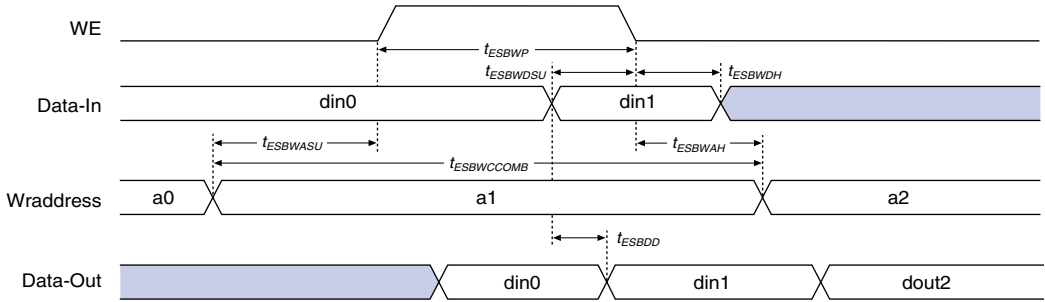 WE
tESBWP
tESBWDSU
tESBWDH
Data-In din0 din1
tESBWASU
tESBWAH
tESBWCCOMB
Wraddress a0 a1 a2
tESBDD
Data-Out din0 din1 dout2